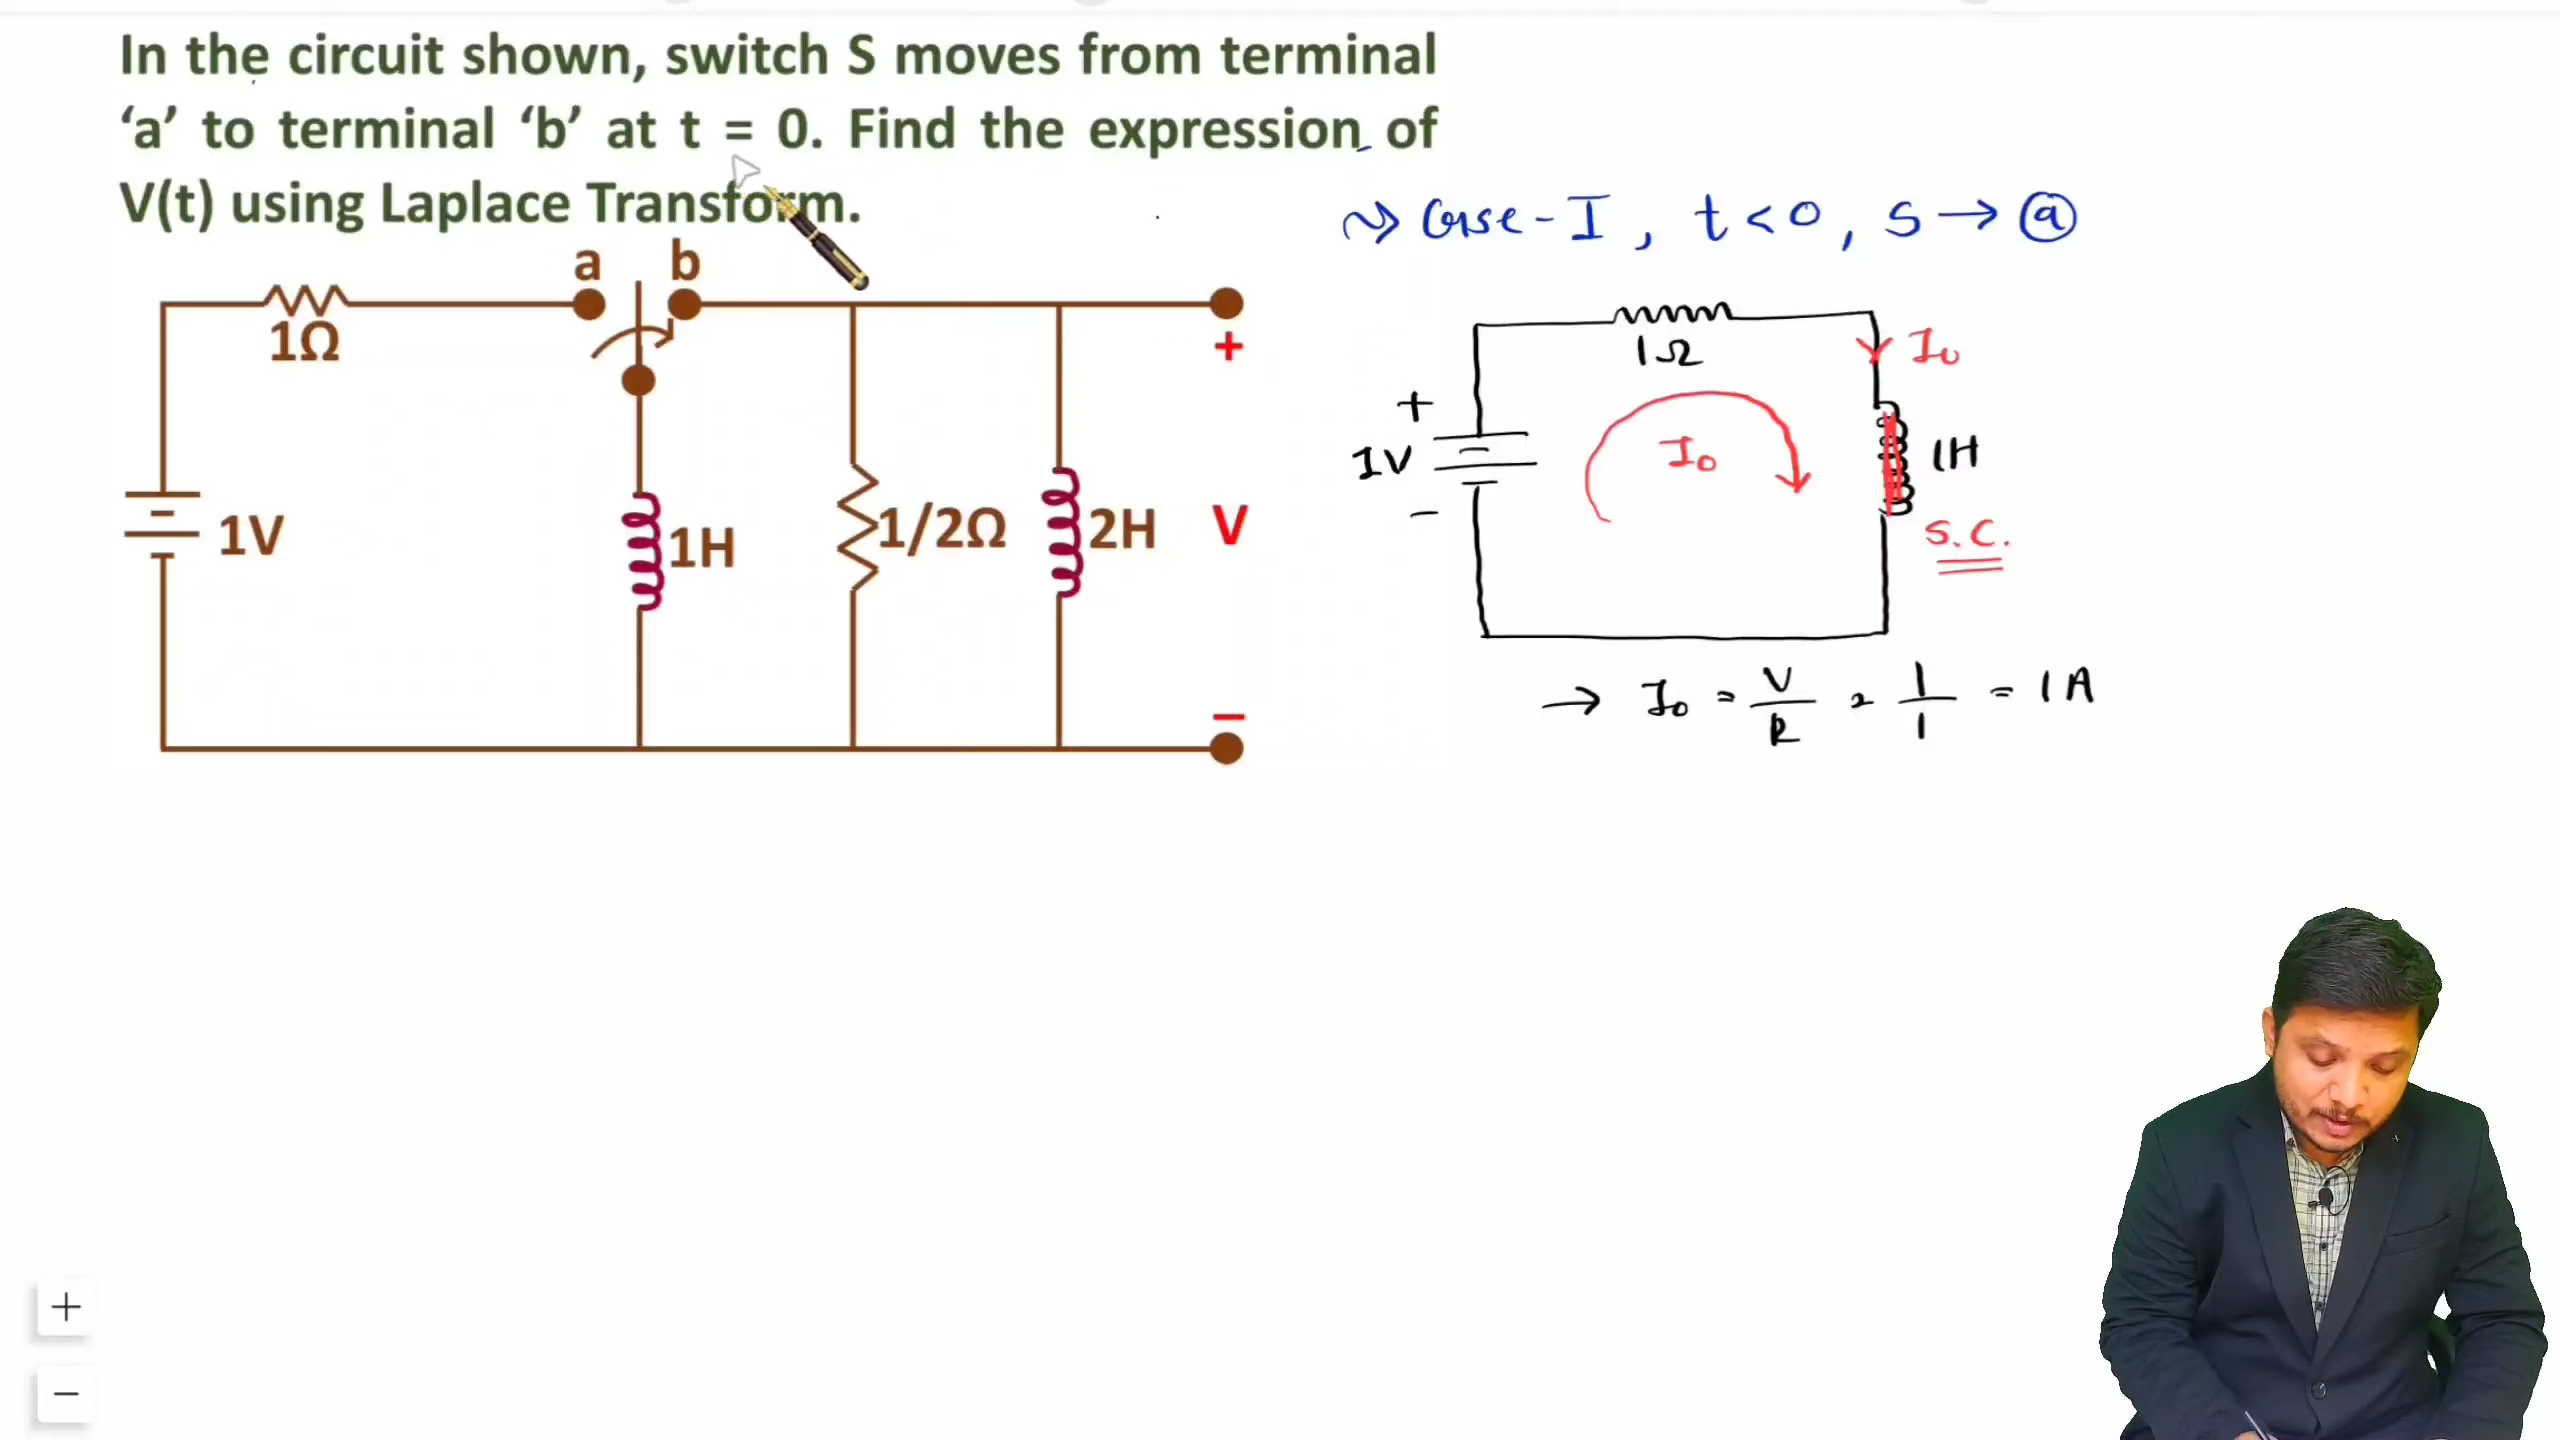 In the circuit shown, switch S moves from terminal
‘a’ to terminal ‘b’ at t = 0. Find the expression of
V(t) using Laplace Transform.
Case-I, t<0, S→ⓐ
a b
1Ω
1V
1H
1/2Ω
2H
+
V
−
1Ω
I₀
+
1V
−
I₀
1H
S.C.
→ I₀ = V/R = 1/1 = 1A
+
−